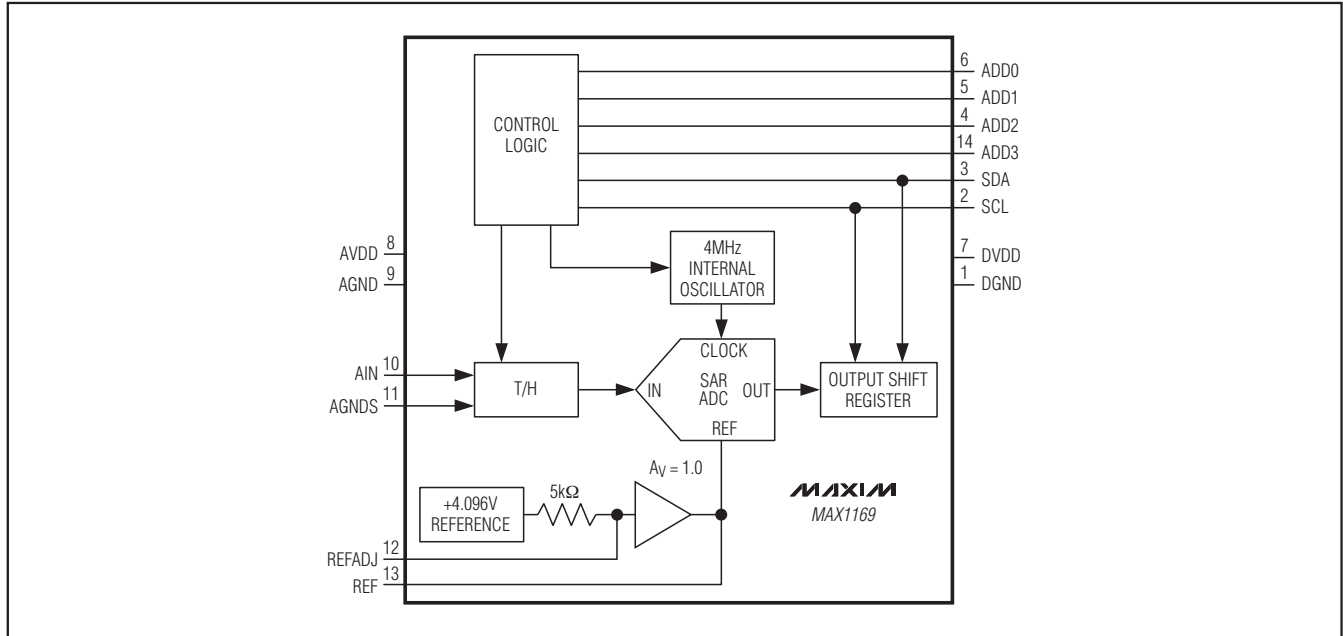 CONTROL
LOGIC
6
ADD0
5
ADD1
4
ADD2
14
ADD3
3
SDA
2
SCL
AVDD
8
AGND
9
4MHz
INTERNAL
OSCILLATOR
7
DVDD
1
DGND
AIN
10
AGNDS
11
T/H
CLOCK
IN
SAR
ADC
OUT
REF
OUTPUT SHIFT
REGISTER
+4.096V
REFERENCE
5kΩ
AV = 1.0
MAXIM
MAX1169
REFADJ
12
REF
13